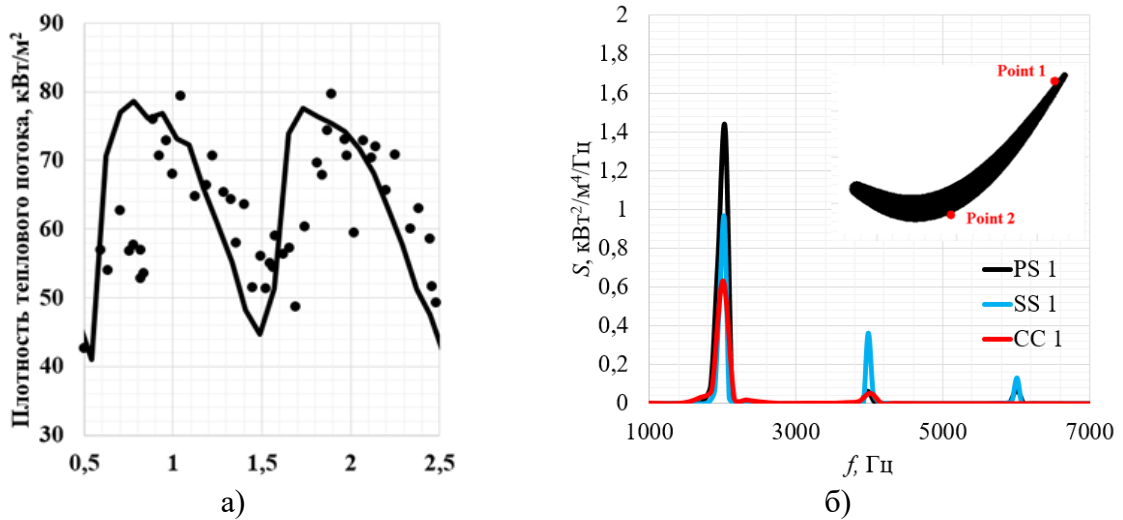 Плотность теплового потока, кВт/м²
90
80
70
60
50
40
30
0,5 1 1,5 2 2,5
а)
S, кВт²/м⁴/Гц
2
1,8
1,6
1,4
1,2
1
0,8
0,6
0,4
0,2
0
1000 3000 5000 7000
f, Гц
Point 1
Point 2
PS 1
SS 1
CC 1
б)